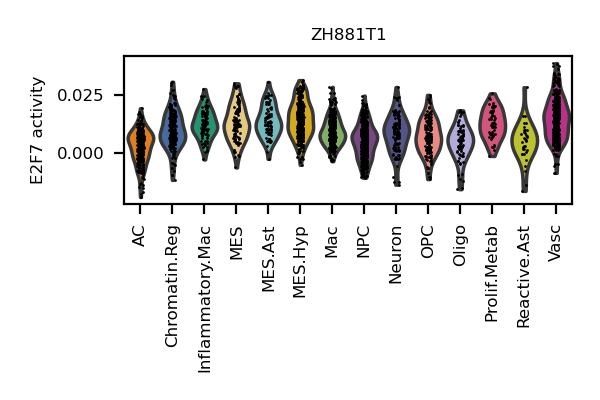 ZH881T1
E2F7 activity
0.025
0.000
AC
Chromatin.Reg
Inflammatory.Mac
MES
MES.Ast
MES.Hyp
Mac
NPC
Neuron
OPC
Oligo
Prolif.Metab
Reactive.Ast
Vasc